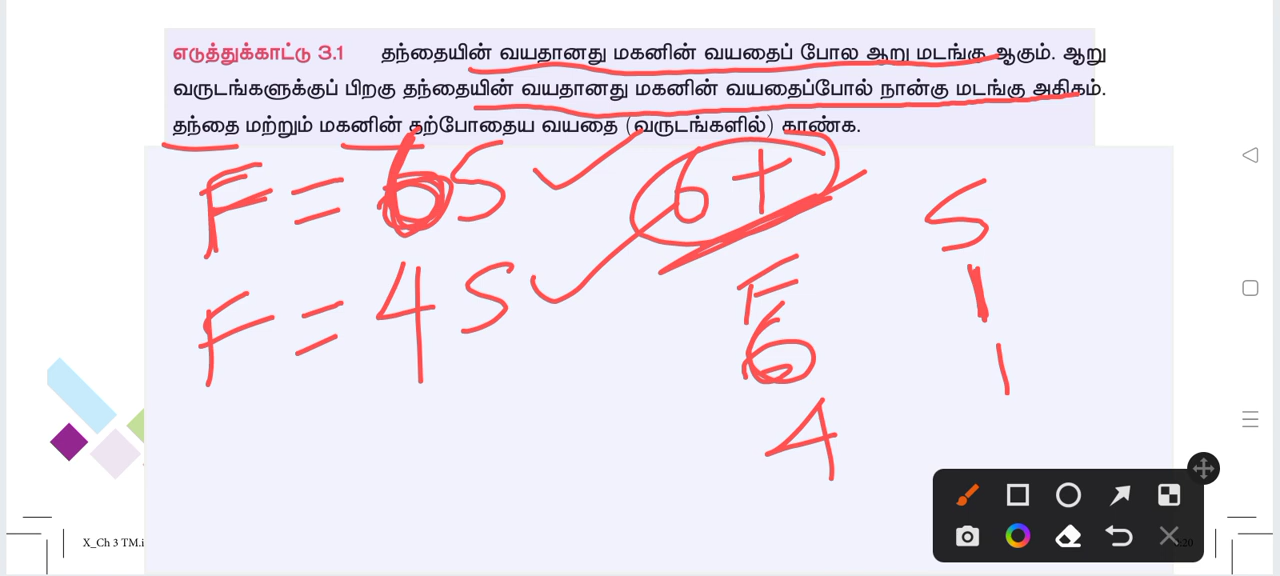 எடுத்துக்காட்டு 3.1 தந்தையின் வயதானது மகனின் வயதைப் போல ஆறு மடங்கு ஆகும். ஆறு
வருடங்களுக்குப் பிறகு தந்தையின் வயதானது மகனின் வயதைப்போல் நான்கு மடங்கு அதிகம்.
தந்தை மற்றும் மகனின் தற்போதைய வயதை (வருடங்களில்) காண்க.
F = 6S ✓ 6+
F = 4S ✓
F S
6 1
4 1
X_Ch 3 TM.i